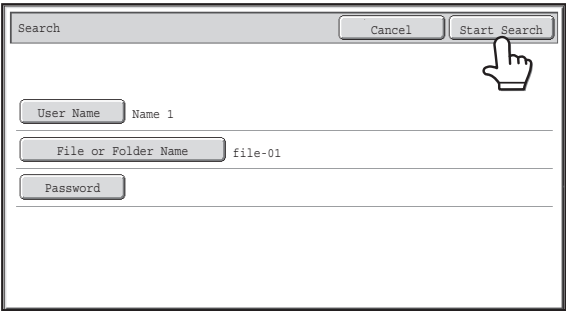 Search Cancel Start Search
User Name Name 1
File or Folder Name file-01
Password